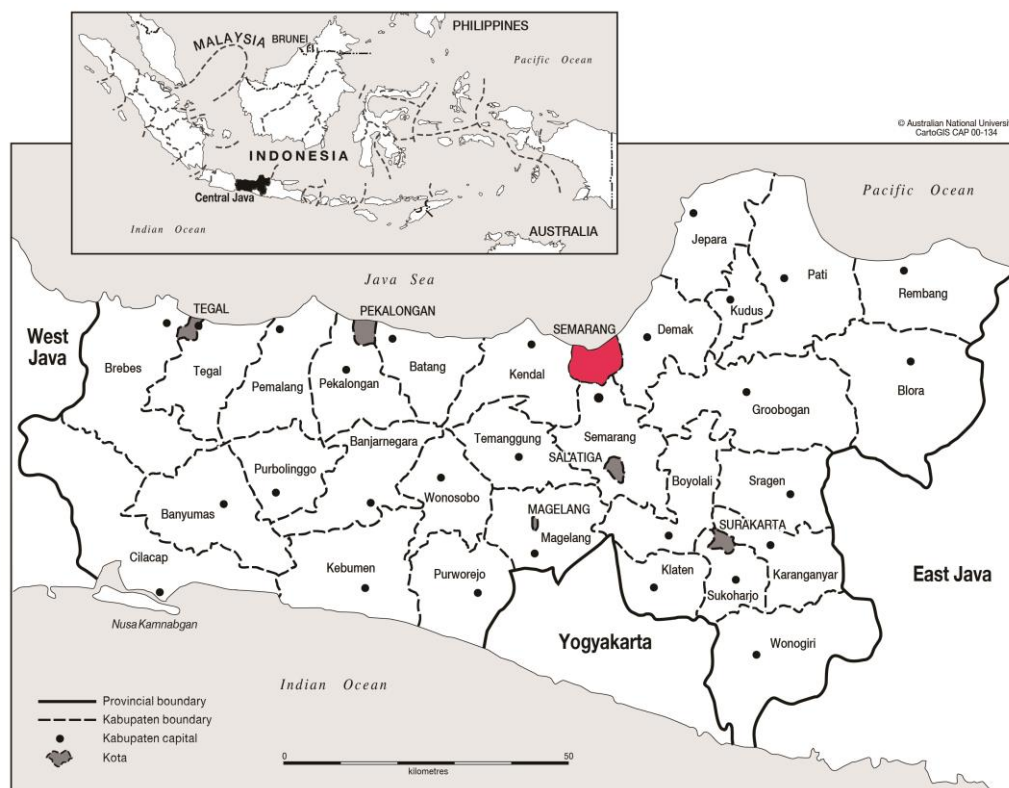 PHILIPPINES
MALAYSIA
BRUNEI
Pacific Ocean
INDONESIA
Central Java
Indian Ocean
AUSTRALIA
© Australian National Universi
CartoGIS CAP 00-134
Pacific Ocean
Java Sea
Jepara
Pati
Rembang
Kudus
TEGAL
PEKALONGAN
SEMARANG
Demak
West
Java
Brebes
Tegal
Pemalang
Pekalongan
Batang
Kendal
Groobogan
Blora
Banjarnegara
Temanggung
Semarang
Purbolinggo
SALATIGA
Boyolali
Sragen
Wonosobo
Banyumas
MAGELANG
Magelang
SURAKARTA
Cilacap
Kebumen
Purworejo
Klaten
Sukoharjo
Karanganyar
East Java
Nusa Kamnabgan
Yogyakarta
Wonogiri
Indian Ocean
Provincial boundary
Kabupaten boundary
Kabupaten capital
Kota
0
50
kilometres